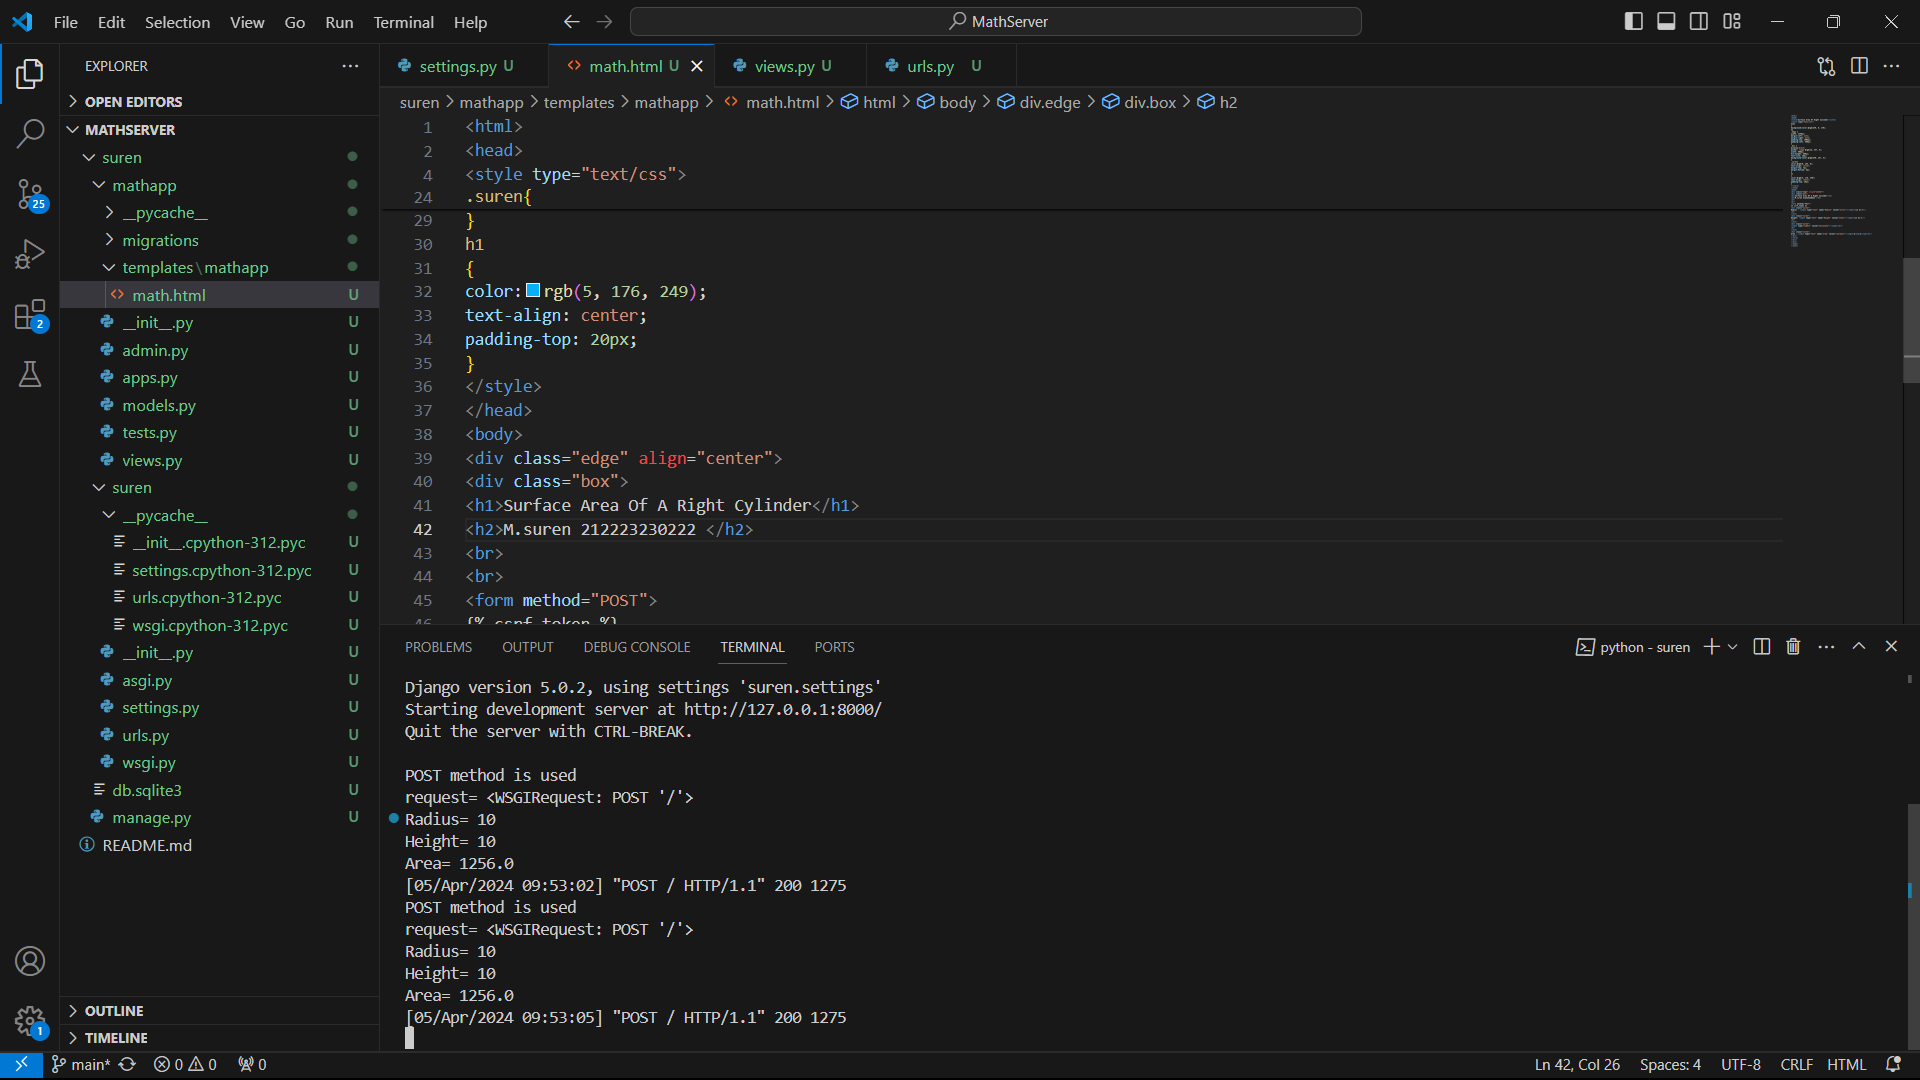 File Edit Selection View Go Run Terminal Help
MathServer
EXPLORER
OPEN EDITORS
MATHSERVER
suren
mathapp
__pycache__
migrations
templates\mathapp
math.html U
__init__.py U
admin.py U
apps.py U
models.py U
tests.py U
views.py U
suren
__pycache__
__init__.cpython-312.pyc U
settings.cpython-312.pyc U
urls.cpython-312.pyc U
wsgi.cpython-312.pyc U
__init__.py U
asgi.py U
settings.py U
urls.py U
wsgi.py U
db.sqlite3 U
manage.py U
README.md
OUTLINE
TIMELINE
25
2
1
settings.py U math.html U views.py U urls.py U
suren > mathapp > templates > mathapp > math.html > html > body > div.edge > div.box > h2
1 <html>
2 <head>
4 <style type="text/css">
24 .suren{
29 }
30 h1
31 {
32 color: rgb(5, 176, 249);
33 text-align: center;
34 padding-top: 20px;
35 }
36 </style>
37 </head>
38 <body>
39 <div class="edge" align="center">
40 <div class="box">
41 <h1>Surface Area Of A Right Cylinder</h1>
42 <h2>M.suren 212223230222 </h2>
43 <br>
44 <br>
45 <form method="POST">
46 {% csrf_token %}
PROBLEMS OUTPUT DEBUG CONSOLE TERMINAL PORTS
python - suren
Django version 5.0.2, using settings 'suren.settings'
Starting development server at http://127.0.0.1:8000/
Quit the server with CTRL-BREAK.
POST method is used
request= <WSGIRequest: POST '/'>
Radius= 10
Height= 10
Area= 1256.0
[05/Apr/2024 09:53:02] "POST / HTTP/1.1" 200 1275
POST method is used
request= <WSGIRequest: POST '/'>
Radius= 10
Height= 10
Area= 1256.0
[05/Apr/2024 09:53:05] "POST / HTTP/1.1" 200 1275
main* 0 0 0
Ln 42, Col 26 Spaces: 4 UTF-8 CRLF HTML